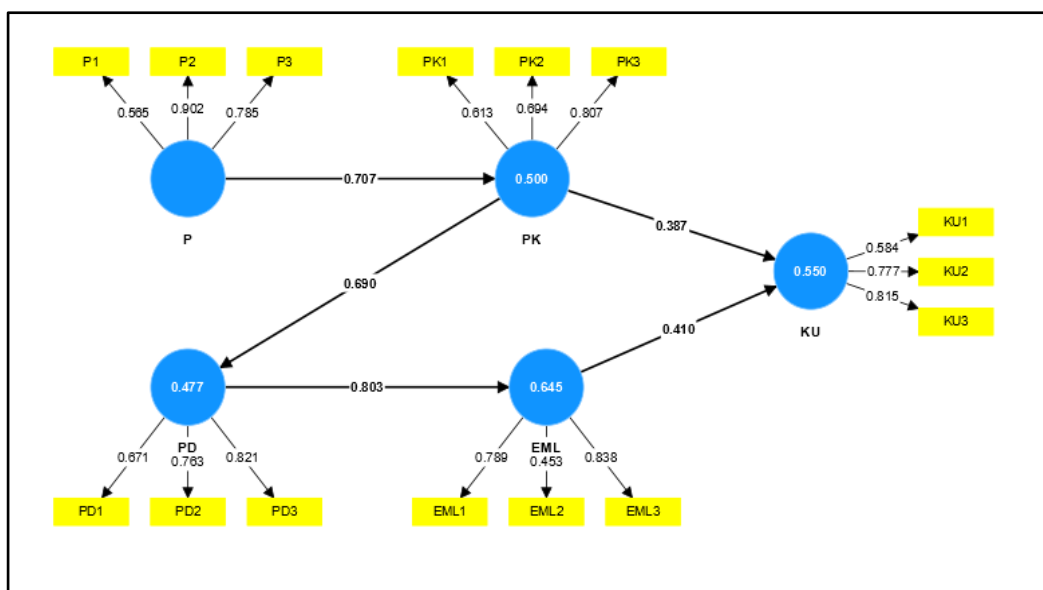 P1 P2 P3 PK1 PK2 PK3
0.565 0.902 0.785 0.613 0.694 0.807
0.707 0.500
P PK
0.387
KU1
0.584
0.550 0.777 KU2
0.815
KU KU3
0.690
0.410
0.477 0.803 0.645
PD EML
0.671 0.763 0.821 0.789 0.453 0.838
PD1 PD2 PD3 EML1 EML2 EML3